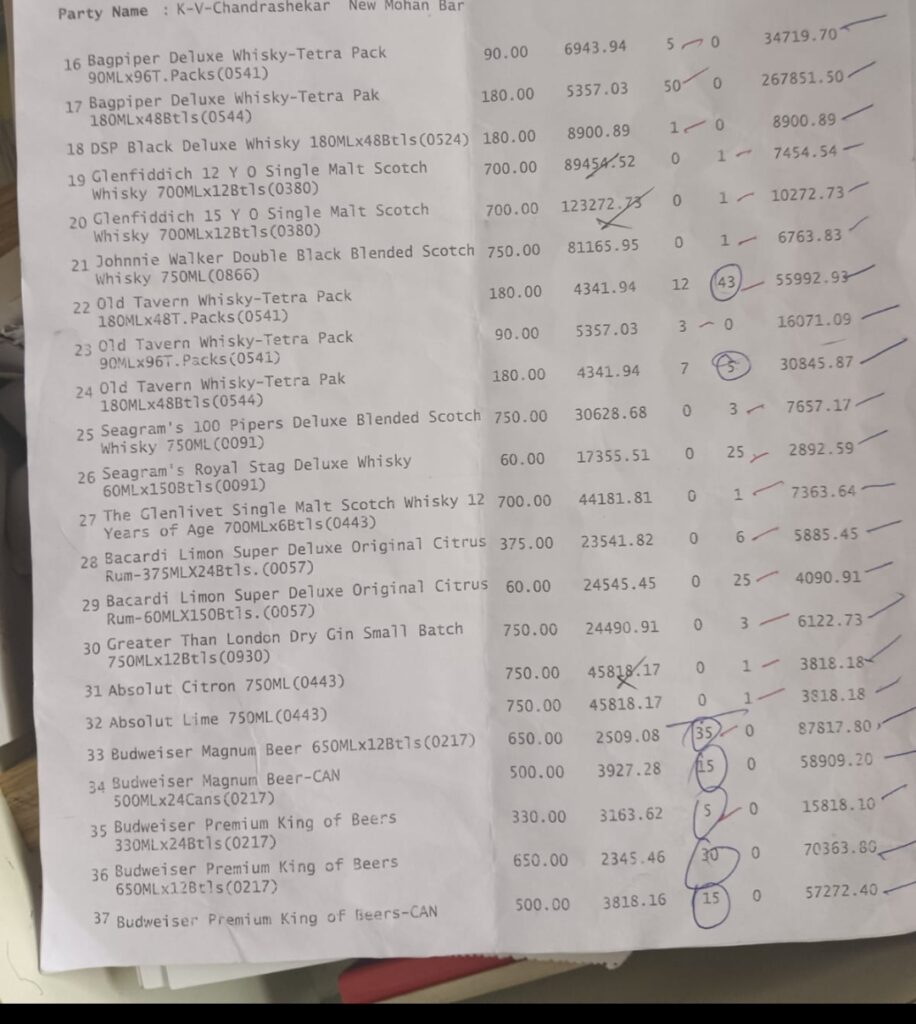 Party Name : K-V-Chandrashekar New Mohan Bar
16 Bagpiper Deluxe Whisky-Tetra Pack 90.00 6943.94 5 0 34719.70
90MLx96T.Packs(0541)
17 Bagpiper Deluxe Whisky-Tetra Pak 180.00 5357.03 50 0 267851.50
180MLx48Btls(0544)
18 DSP Black Deluxe Whisky 180MLx48Btls(0524) 180.00 8900.89 1 0 8900.89
19 Glenfiddich 12 Y O Single Malt Scotch 700.00 89454.52 0 1 7454.54
Whisky 700MLx12Btls(0380)
20 Glenfiddich 15 Y O Single Malt Scotch 700.00 123272.73 0 1 10272.73
Whisky 700MLx12Btls(0380)
21 Johnnie Walker Double Black Blended Scotch 750.00 81165.95 0 1 6763.83
Whisky 750ML(0866)
22 Old Tavern Whisky-Tetra Pack 180.00 4341.94 12 43 55992.93
180MLx48T.Packs(0541)
23 Old Tavern Whisky-Tetra Pack 90.00 5357.03 3 0 16071.09
90MLx96T.Packs(0541)
24 Old Tavern Whisky-Tetra Pak 180.00 4341.94 7 5 30845.87
180MLx48Btls(0544)
25 Seagram's 100 Pipers Deluxe Blended Scotch 750.00 30628.68 0 3 7657.17
Whisky 750ML(0091)
26 Seagram's Royal Stag Deluxe Whisky 60.00 17355.51 0 25 2892.59
60MLx150Btls(0091)
27 The Glenlivet Single Malt Scotch Whisky 12 700.00 44181.81 0 1 7363.64
Years of Age 700MLx6Btls(0443)
28 Bacardi Limon Super Deluxe Original Citrus 375.00 23541.82 0 6 5885.45
Rum-375MLX24Btls.(0057)
29 Bacardi Limon Super Deluxe Original Citrus 60.00 24545.45 0 25 4090.91
Rum-60MLX150Btls.(0057)
30 Greater Than London Dry Gin Small Batch 750.00 24490.91 0 3 6122.73
750MLx12Btls(0930)
31 Absolut Citron 750ML(0443) 750.00 45818.17 0 1 3818.18
32 Absolut Lime 750ML(0443) 750.00 45818.17 0 1 3818.18
33 Budweiser Magnum Beer 650MLx12Btls(0217) 650.00 2509.08 35 0 87817.80
34 Budweiser Magnum Beer-CAN 500.00 3927.28 15 0 58909.20
500MLx24Cans(0217)
35 Budweiser Premium King of Beers 330.00 3163.62 5 0 15818.10
330MLx24Btls(0217)
36 Budweiser Premium King of Beers 650.00 2345.46 30 0 70363.80
650MLx12Btls(0217)
37 Budweiser Premium King of Beers-CAN 500.00 3818.16 15 0 57272.40